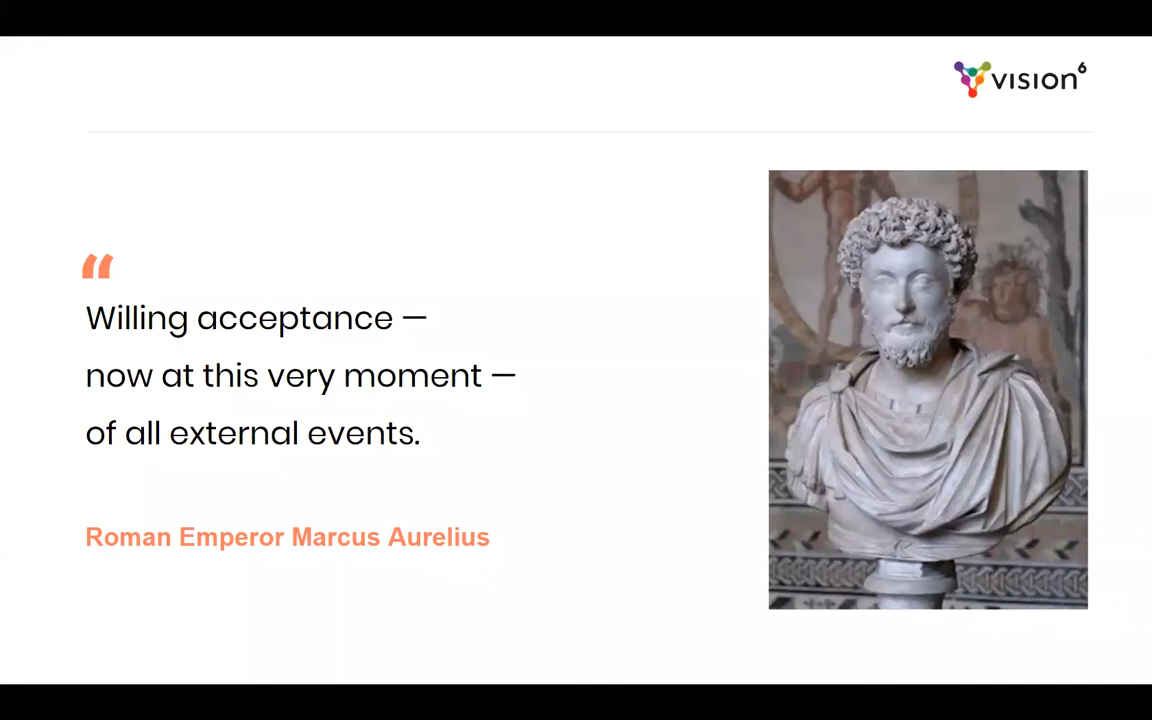 vision6
“
Willing acceptance —
now at this very moment —
of all external events.
Roman Emperor Marcus Aurelius